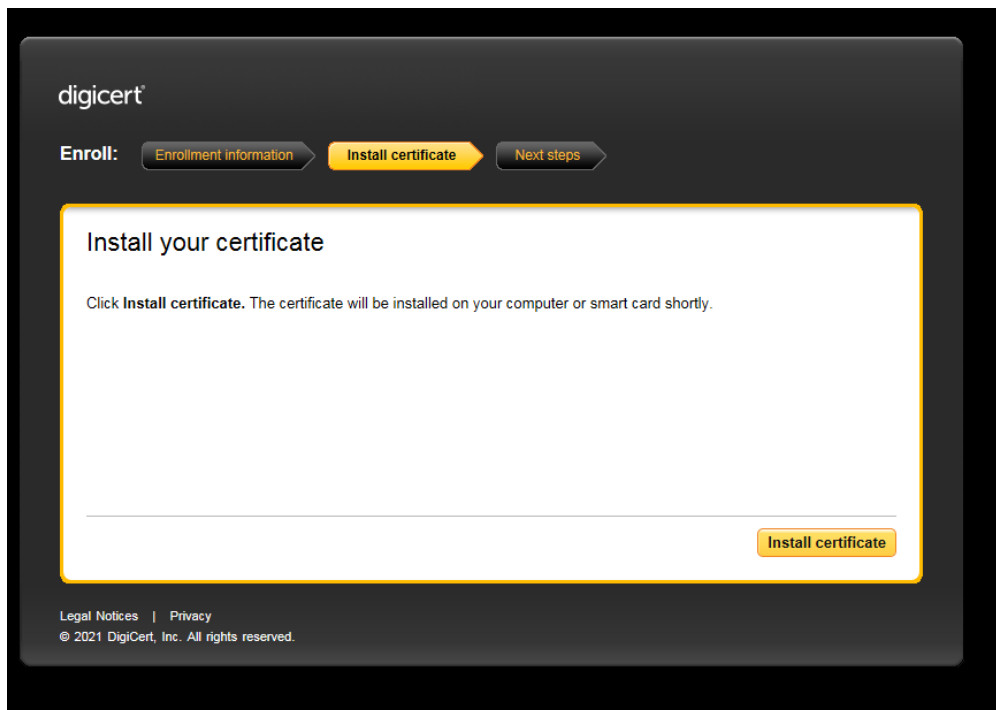 digicert®
Enroll: Enrollment information Install certificate Next steps
Install your certificate
Click Install certificate. The certificate will be installed on your computer or smart card shortly.
Install certificate
Legal Notices | Privacy
© 2021 DigiCert, Inc. All rights reserved.